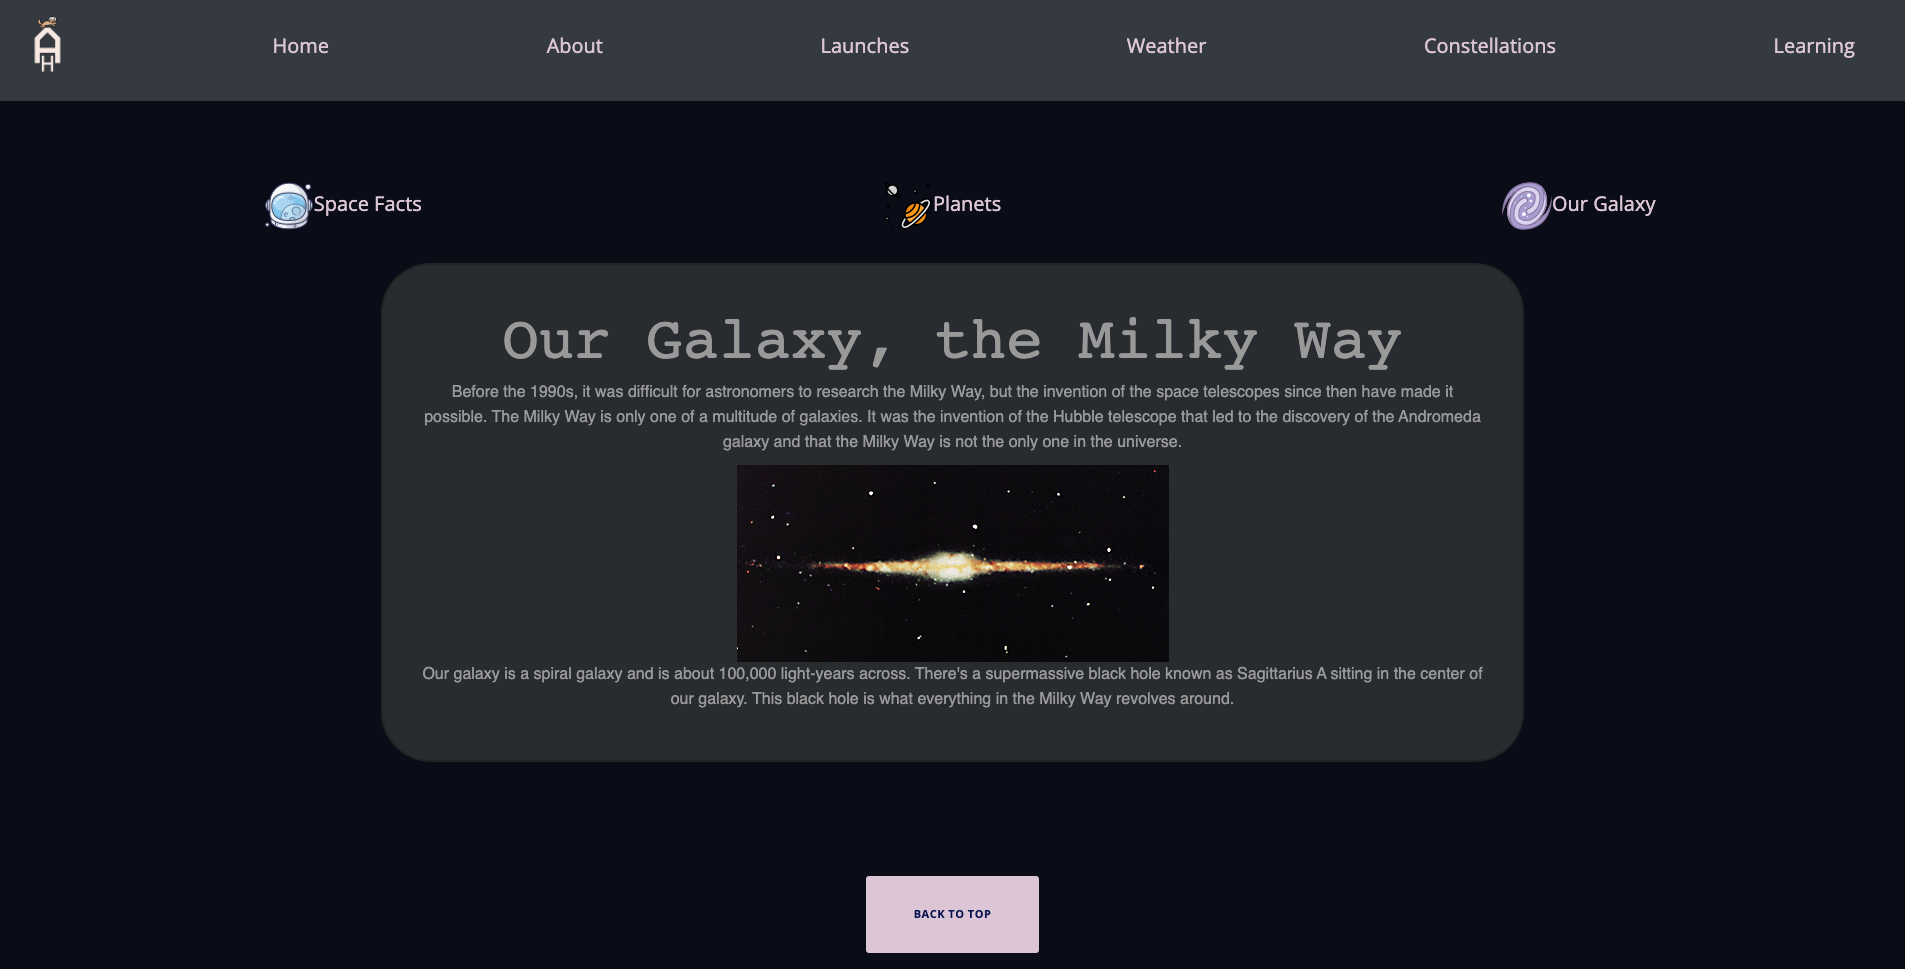 AH
Home About Launches Weather Constellations Learning
Space Facts Planets Our Galaxy
Our Galaxy, the Milky Way
Before the 1990s, it was difficult for astronomers to research the Milky Way, but the invention of the space telescopes since then have made it
possible. The Milky Way is only one of a multitude of galaxies. It was the invention of the Hubble telescope that led to the discovery of the Andromeda
galaxy and that the Milky Way is not the only one in the universe.
Our galaxy is a spiral galaxy and is about 100,000 light-years across. There's a supermassive black hole known as Sagittarius A sitting in the center of
our galaxy. This black hole is what everything in the Milky Way revolves around.
BACK TO TOP